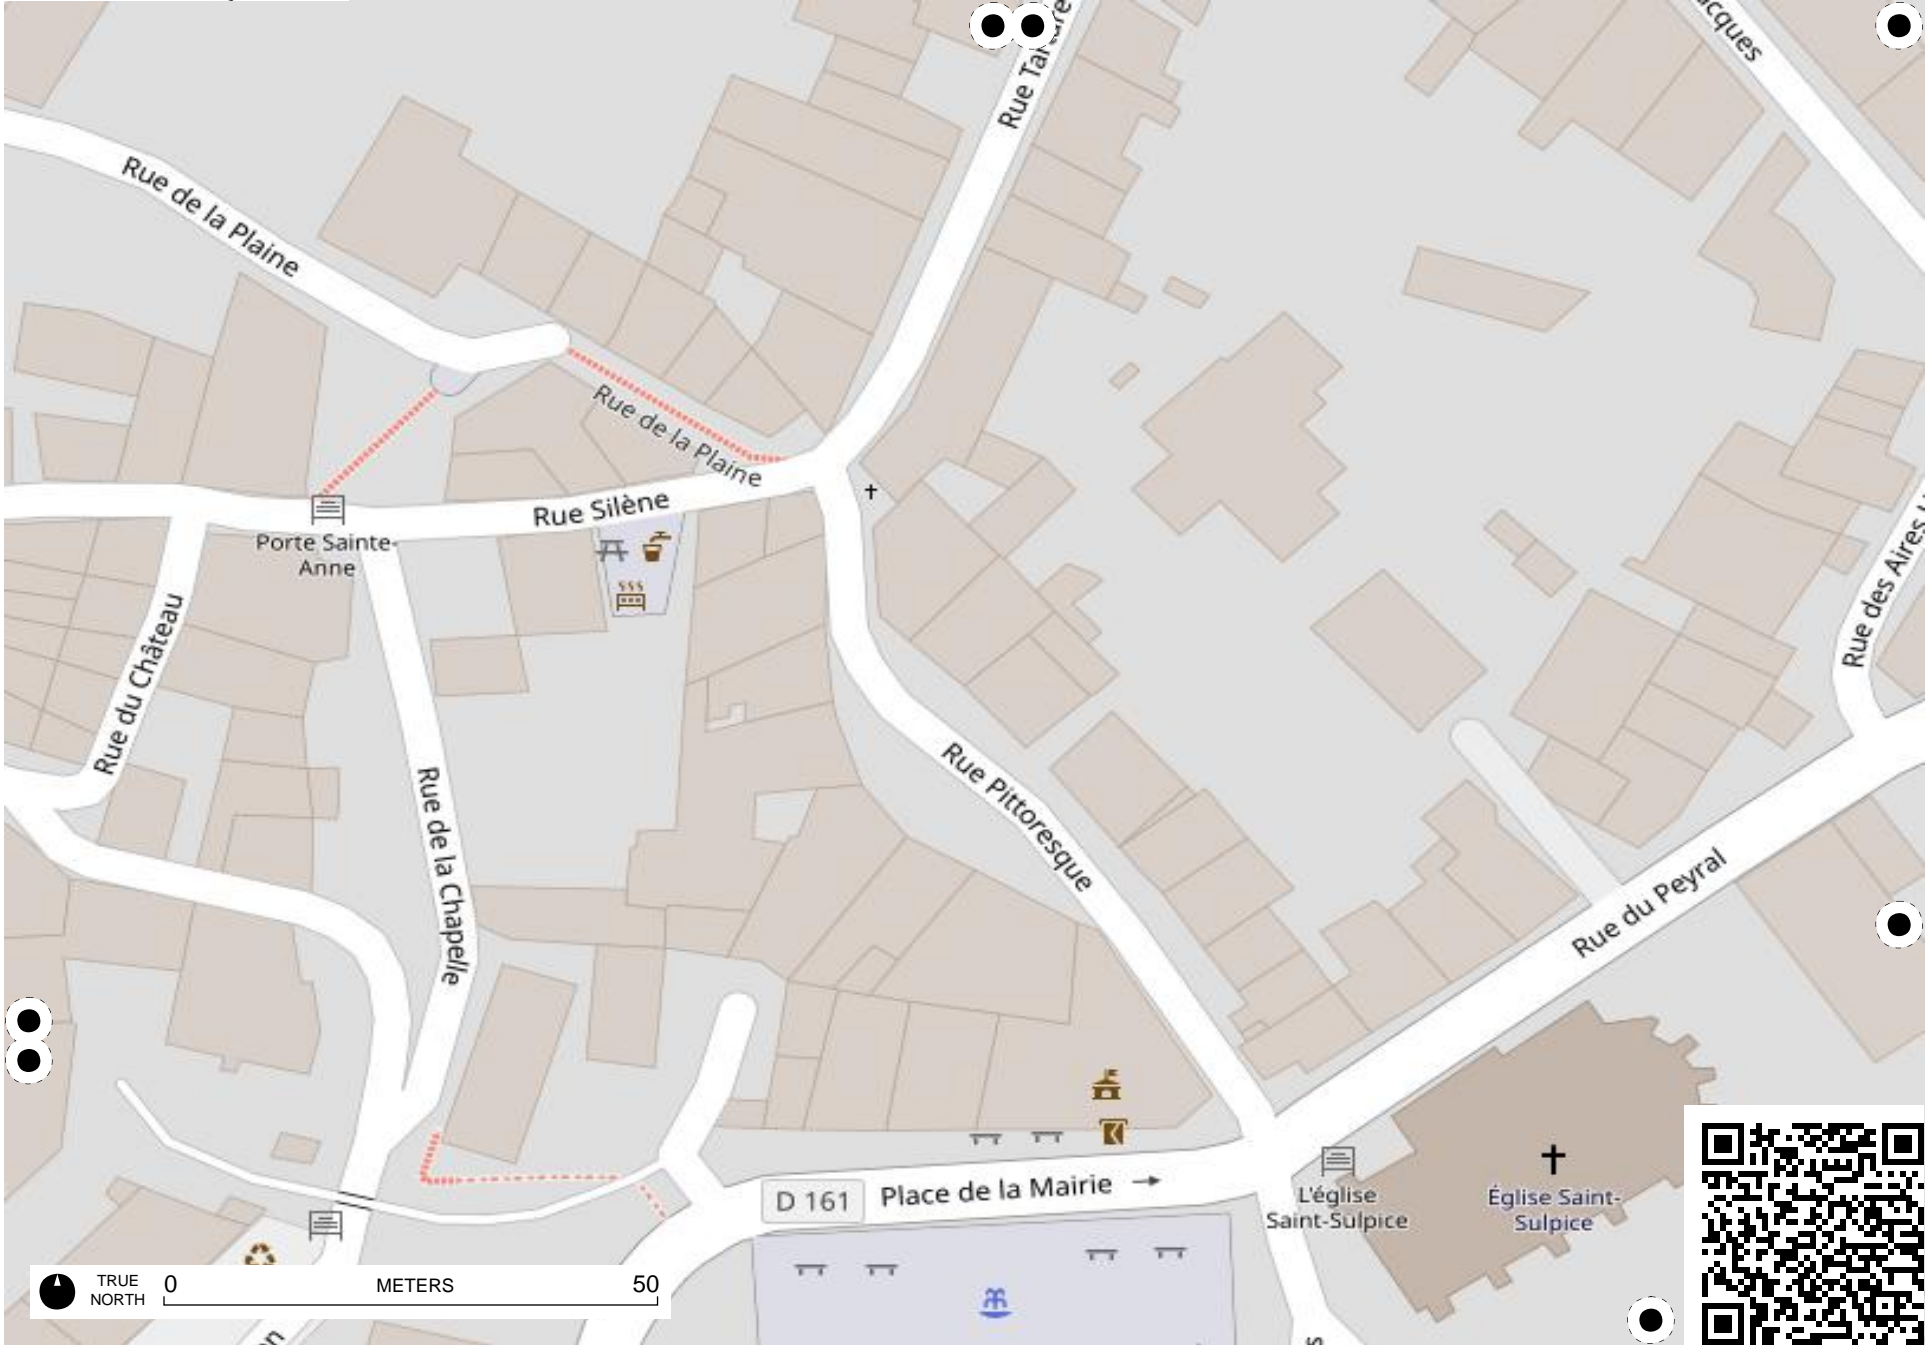 Rue de la Plaine
Rue de la Plaine
Rue Silène
Porte Sainte-
Anne
Rue du Château
Rue de la Chapelle
Rue Pittoresque
Rue des Aires
Rue du Peyral
D 161
Place de la Mairie →
L'église
Saint-Sulpice
Église Saint-
Sulpice
TRUE
NORTH
0
METERS
50